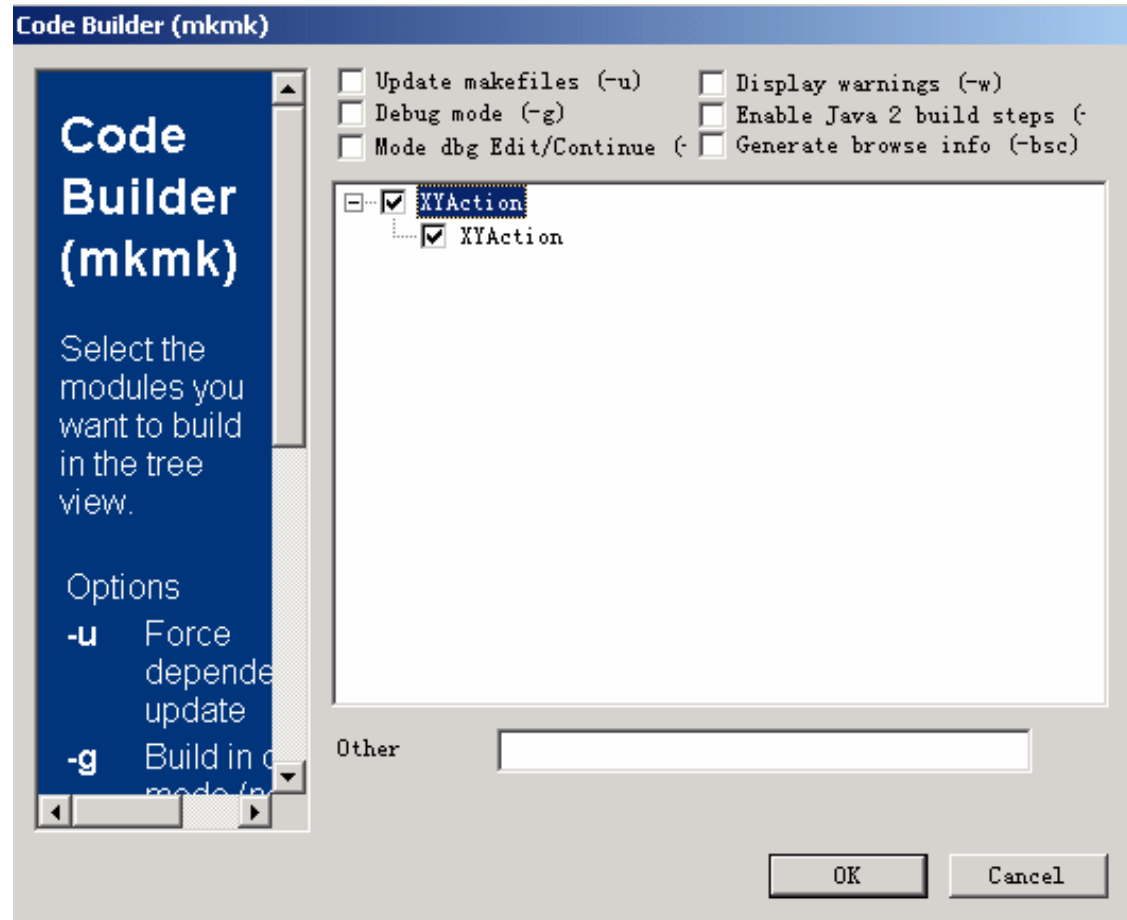 Code Builder (mkmk)
Code
Builder
(mkmk)
Select the
modules you
want to build
in the tree
view.
Options
-u Force
depende
update
-g Build in
Update makefiles (-u)
Display warnings (-w)
Debug mode (-g)
Enable Java 2 build steps (-
Mode dbg Edit/Continue (-
Generate browse info (-bsc)
XYAction
XYAction
Other
OK
Cancel